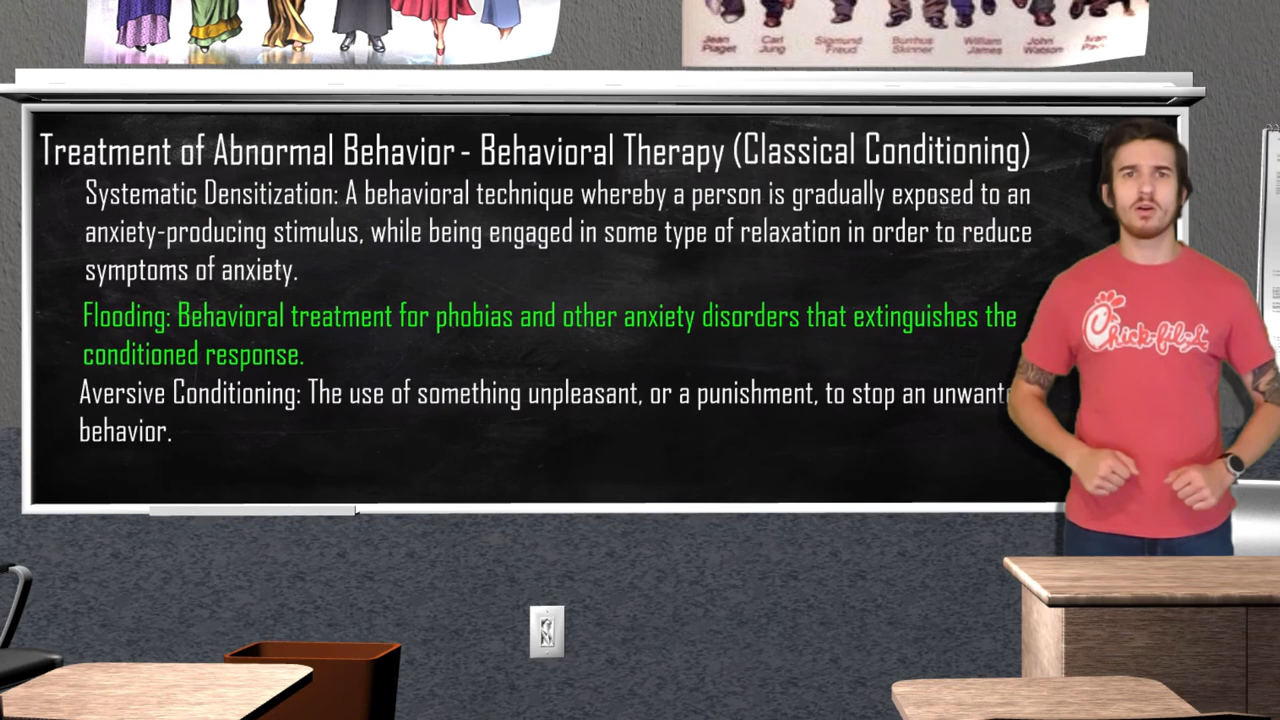 Jean Carl Sigmund Burrhus William John Ivan
Piaget Jung Freud Skinner James Watson
Treatment of Abnormal Behavior - Behavioral Therapy (Classical Conditioning)
Systematic Densitization: A behavioral technique whereby a person is gradually exposed to an
anxiety-producing stimulus, while being engaged in some type of relaxation in order to reduce
symptoms of anxiety.
Flooding: Behavioral treatment for phobias and other anxiety disorders that extinguishes the
conditioned response.
Aversive Conditioning: The use of something unpleasant, or a punishment, to stop an unwante
behavior.
Chick-fil-A